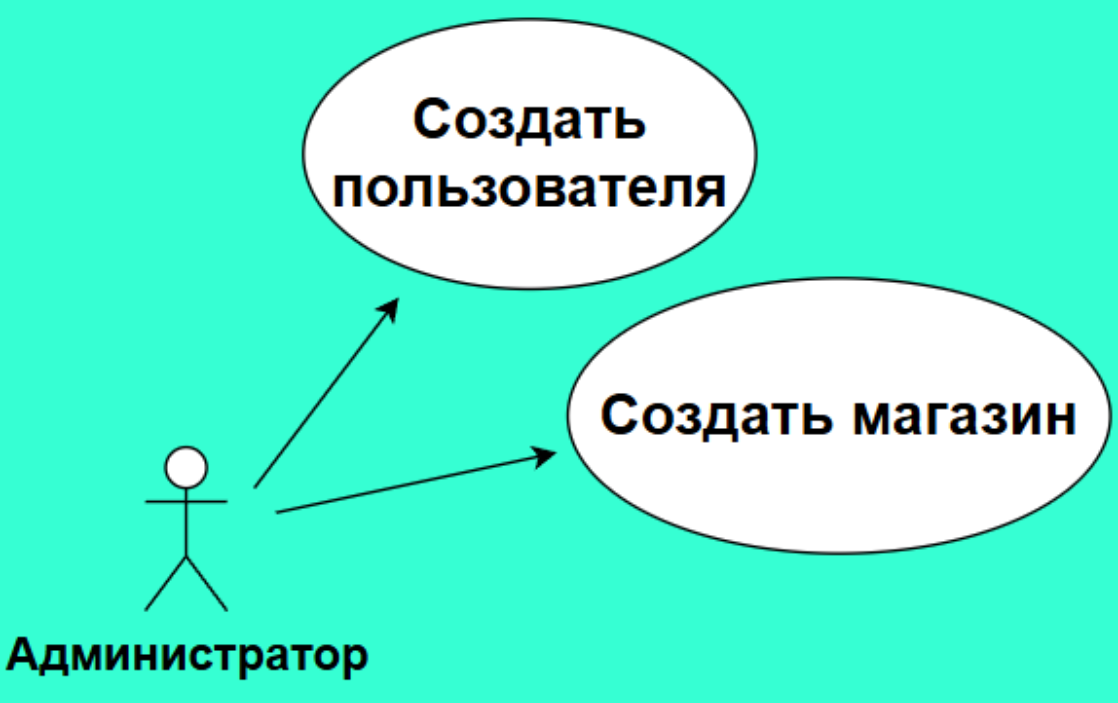 Создать
пользователя
Создать магазин
Администратор